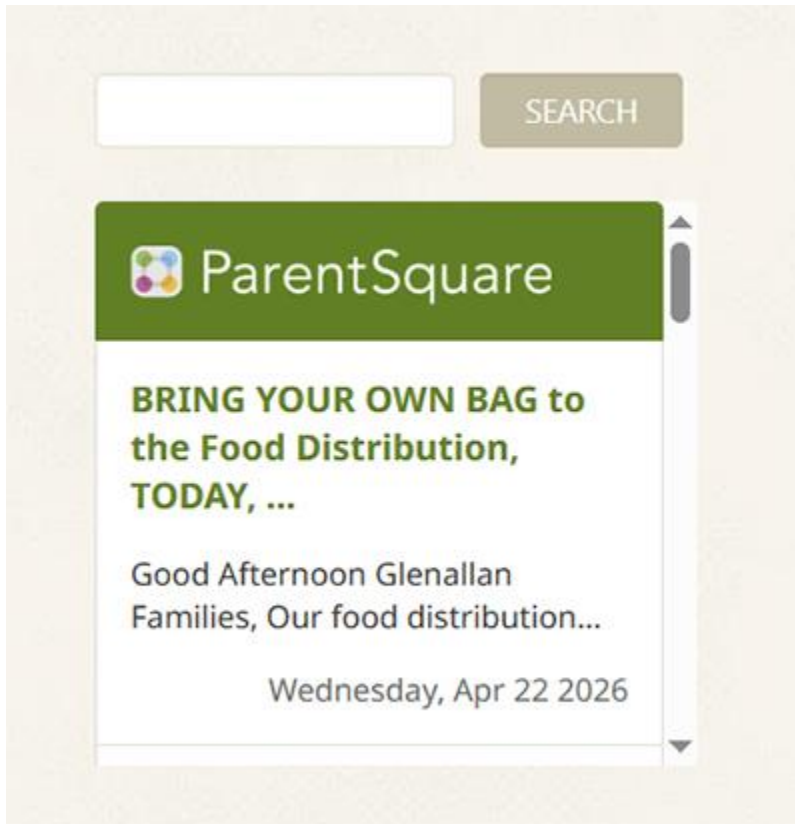 SEARCH
ParentSquare
BRING YOUR OWN BAG to
the Food Distribution,
TODAY, ...
Good Afternoon Glenallan
Families, Our food distribution...
Wednesday, Apr 22 2026